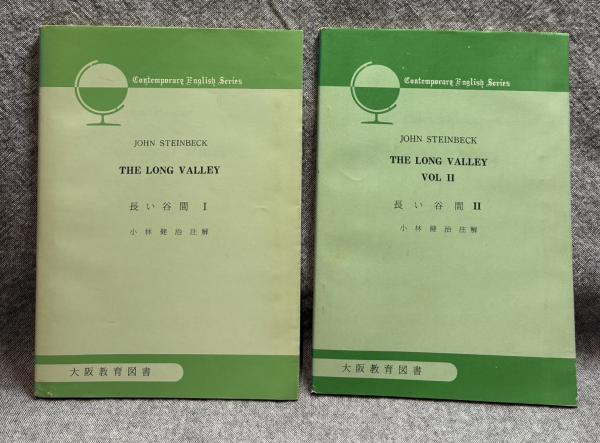 Contemporary English Series
JOHN STEINBECK
THE LONG VALLEY
長い谷間 I
小林健治注解
大阪教育図書
Contemporary English Series
JOHN STEINBECK
THE LONG VALLEY
VOL II
長い谷間 II
小林健治注解
大阪教育図書